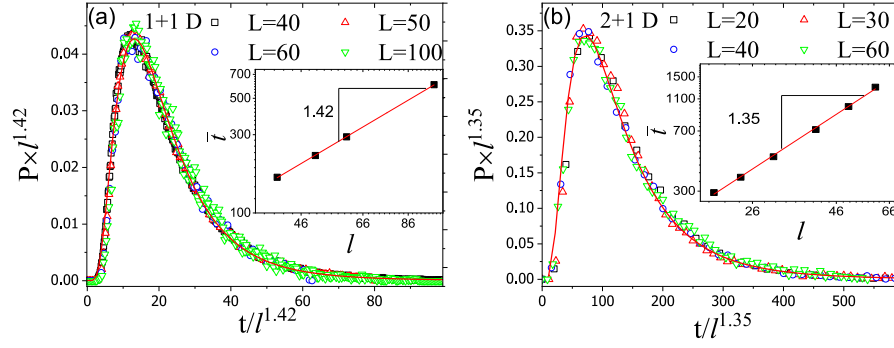 (a) 1+1 D L=40 L=50
L=60 L=100
0.04
0.03
0.02
0.01
0.00
P×l^1.42
0 20 40 60 80
t/l^1.42
700
500
300
100
t̅
1.42
46 66 86
l
(b) 2+1 D L=20 L=30
L=40 L=60
0.35
0.30
0.25
0.20
0.15
0.10
0.05
0.00
P×l^1.35
0 100 200 300 400 500
t/l^1.35
1500
1100
700
300
t̅
1.35
26 46 66
l